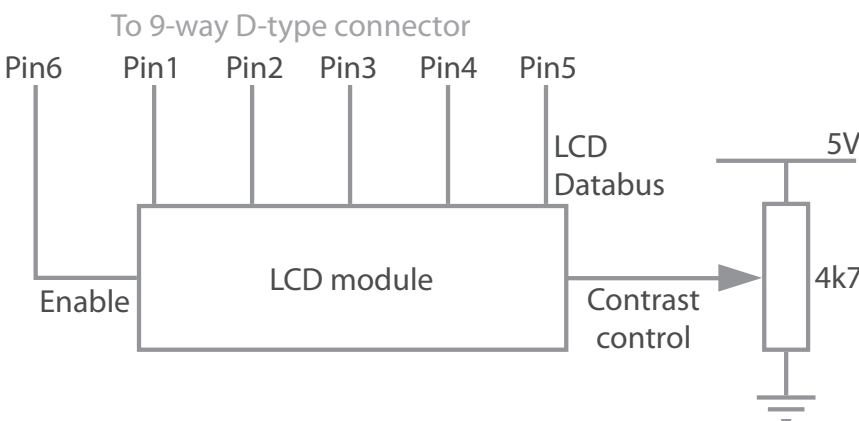 To 9-way D-type connector
Pin6 Pin1 Pin2 Pin3 Pin4 Pin5
LCD
Databus
5V
LCD module
4k7
Enable
Contrast
control